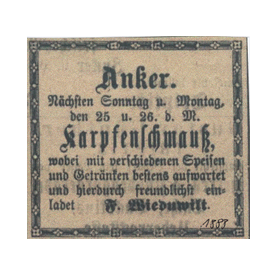 Anker.
Nächsten Sonntag u. Montag,
den 25 u. 26. d. M.
Karpfenschmauß,
wobei mit verschiedenen Speisen
und Getränken bestens aufwartet
und hierdurch freundlichst ein-
ladet F. Wieduwilt.
1888